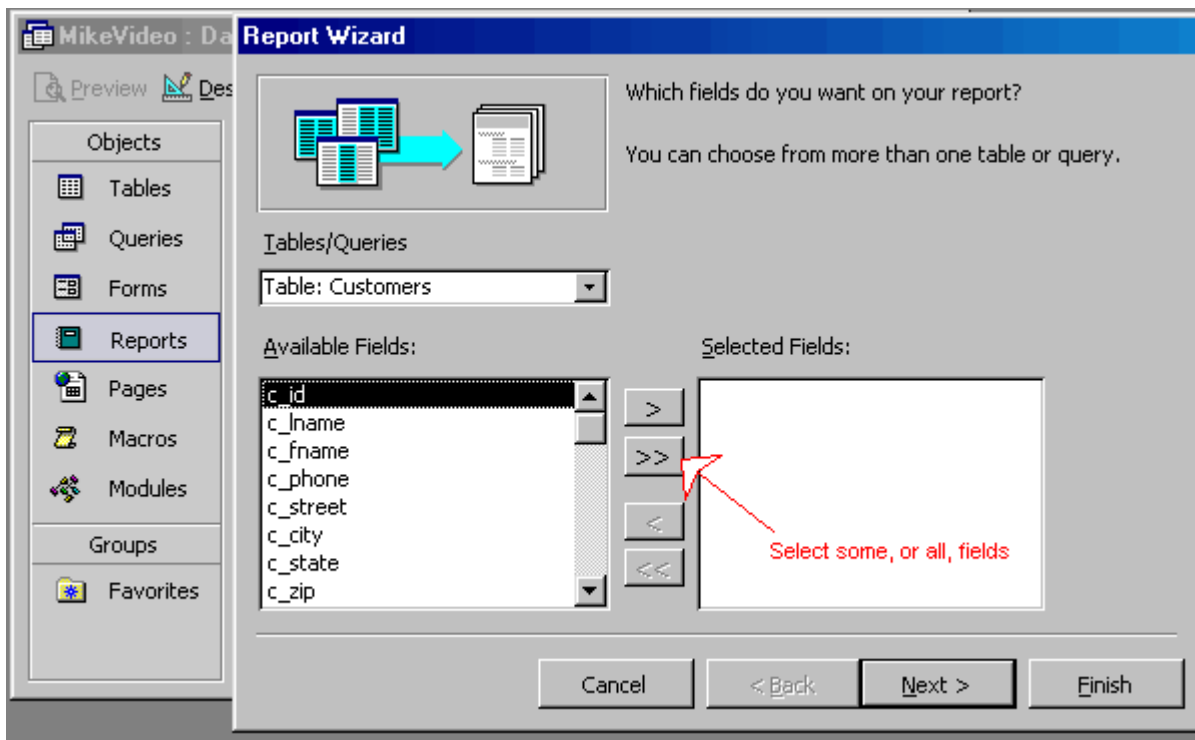 MikeVideo : Da
Preview Des
Objects
Tables
Queries
Forms
Reports
Pages
Macros
Modules
Groups
Favorites
Report Wizard
Which fields do you want on your report?
You can choose from more than one table or query.
Tables/Queries
Table: Customers
Available Fields:
c_id
c_lname
c_fname
c_phone
c_street
c_city
c_state
c_zip
>
>>
<
<<
Selected Fields:
Select some, or all, fields
Cancel < Back Next > Finish